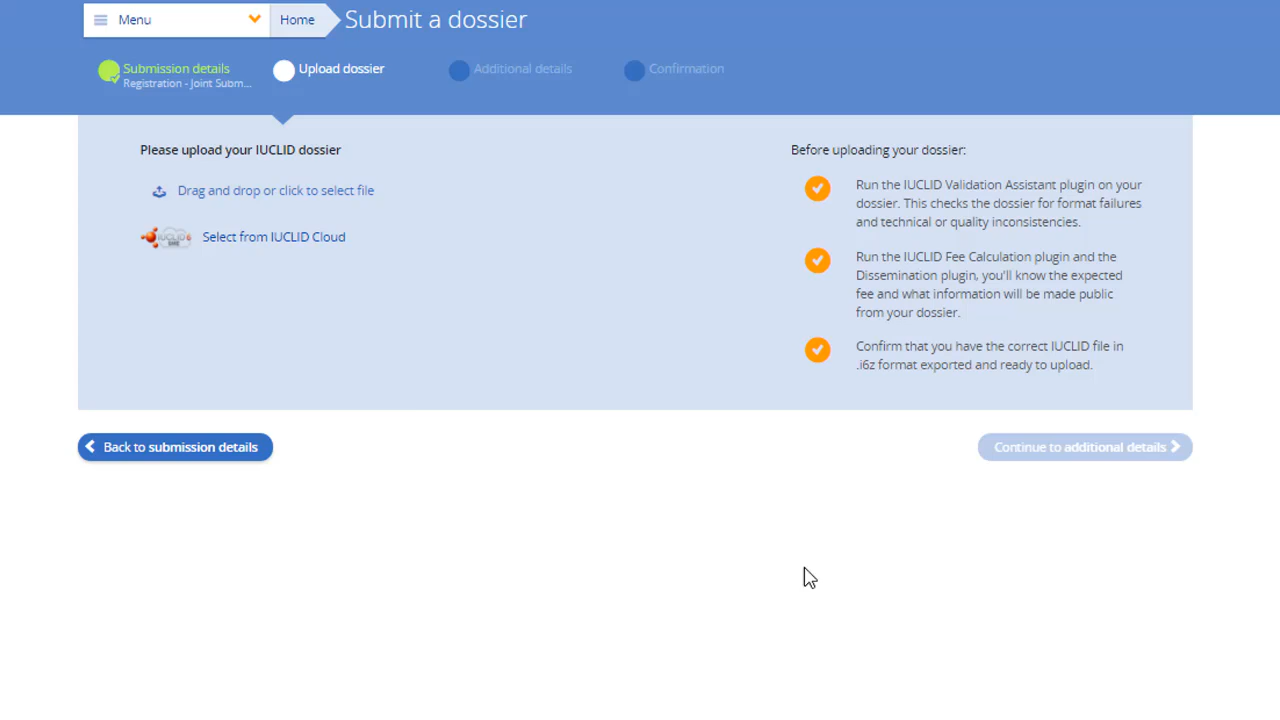 Menu
Home
Submit a dossier
Submission details
Registration - Joint Subm...
Upload dossier
Additional details
Confirmation
Please upload your IUCLID dossier
Drag and drop or click to select file
IUCLID6
Select from IUCLID Cloud
Before uploading your dossier:
Run the IUCLID Validation Assistant plugin on your
dossier. This checks the dossier for format failures
and technical or quality inconsistencies.
Run the IUCLID Fee Calculation plugin and the
Dissemination plugin, you'll know the expected
fee and what information will be made public
from your dossier.
Confirm that you have the correct IUCLID file in
.i6z format exported and ready to upload.
Back to submission details
Continue to additional details